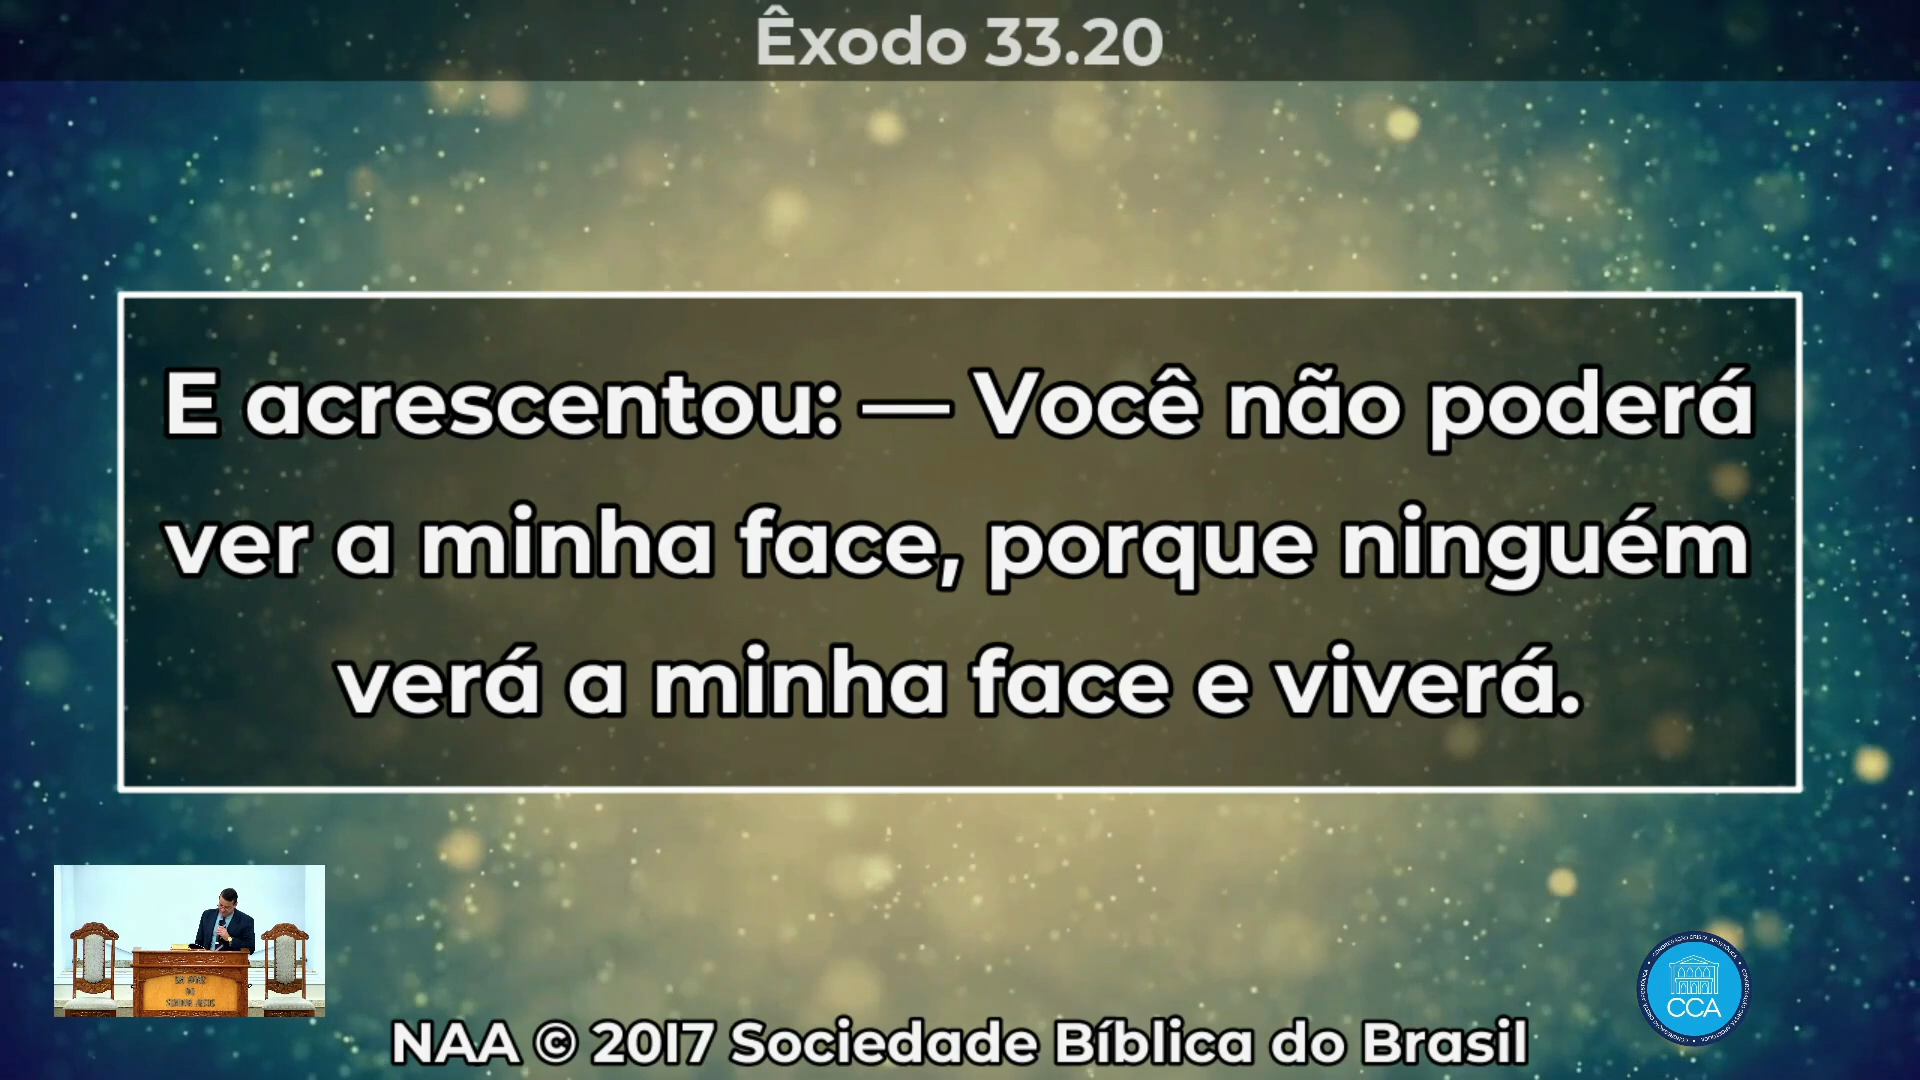 Êxodo 33.20
E acrescentou: — Você não poderá
ver a minha face, porque ninguém
verá a minha face e viverá.
CCA
NAA © 2017 Sociedade Bíblica do Brasil